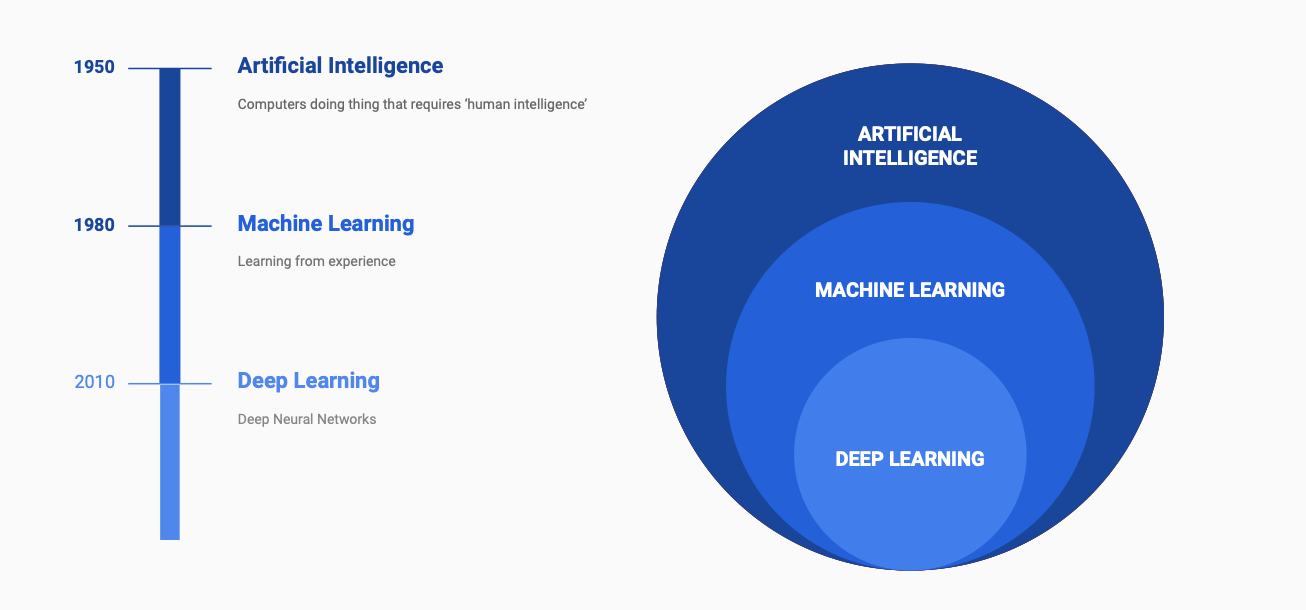 1950
Artificial Intelligence
Computers doing thing that requires ‘human intelligence’
1980
Machine Learning
Learning from experience
2010
Deep Learning
Deep Neural Networks
ARTIFICIAL
INTELLIGENCE
MACHINE LEARNING
DEEP LEARNING